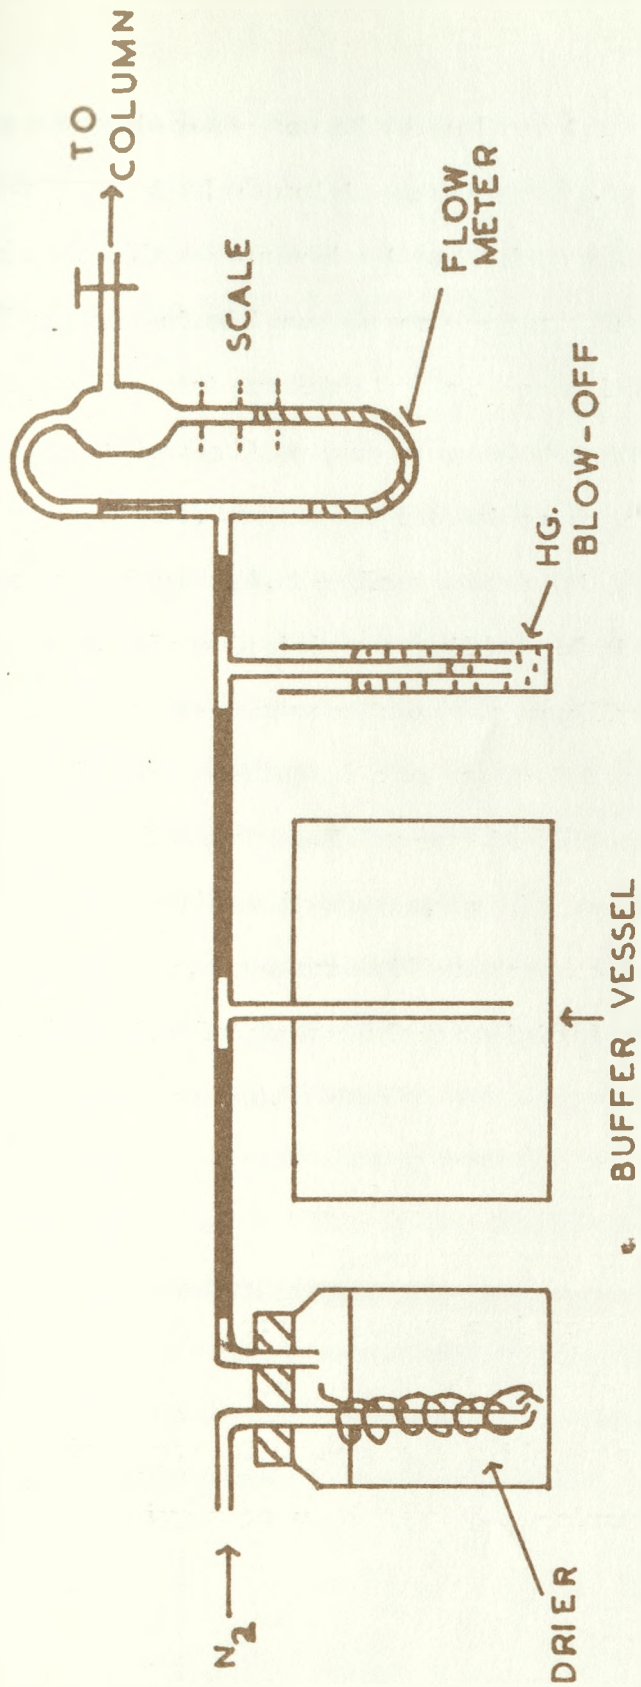 N₂
DRIER
BUFFER VESSEL
HG.
BLOW-OFF
FLOW
METER
SCALE
TO
COLUMN